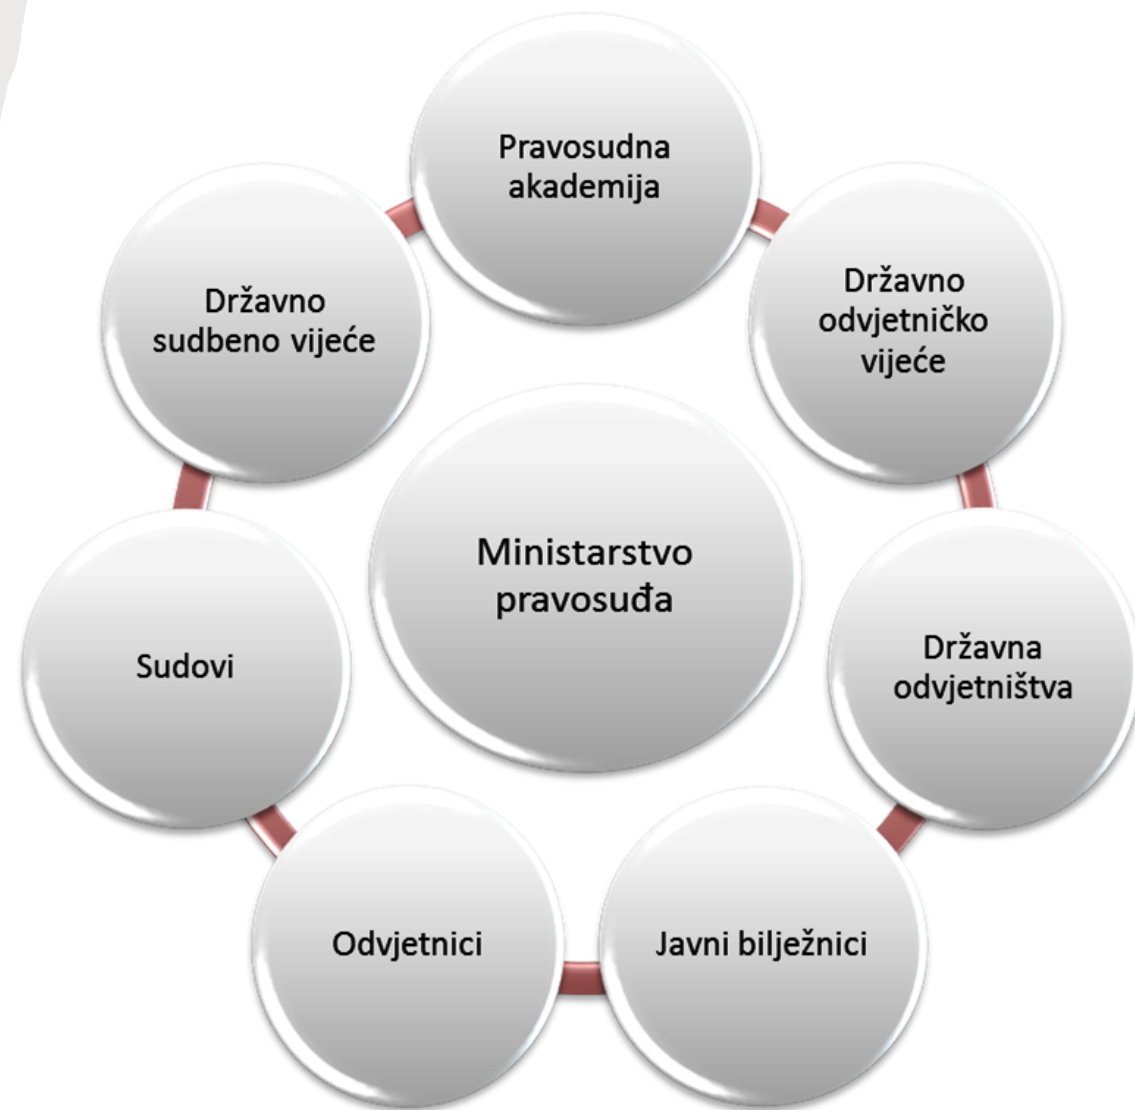 Pravosudna
akademija
Državno
odvjetničko
vijeće
Državna
odvjetništva
Javni bilježnici
Odvjetnici
Sudovi
Državno
sudbeno vijeće
Ministarstvo
pravosuđa